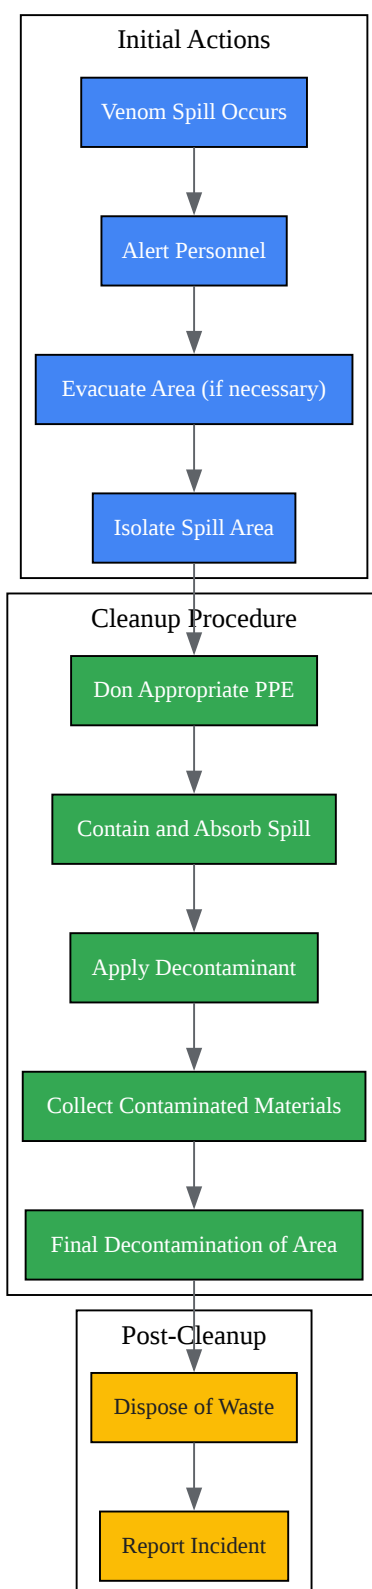 Initial Actions
Venom Spill Occurs
Alert Personnel
Evacuate Area (if necessary)
Isolate Spill Area
Cleanup Procedure
Don Appropriate PPE
Contain and Absorb Spill
Apply Decontaminant
Collect Contaminated Materials
Final Decontamination of Area
Post-Cleanup
Dispose of Waste
Report Incident